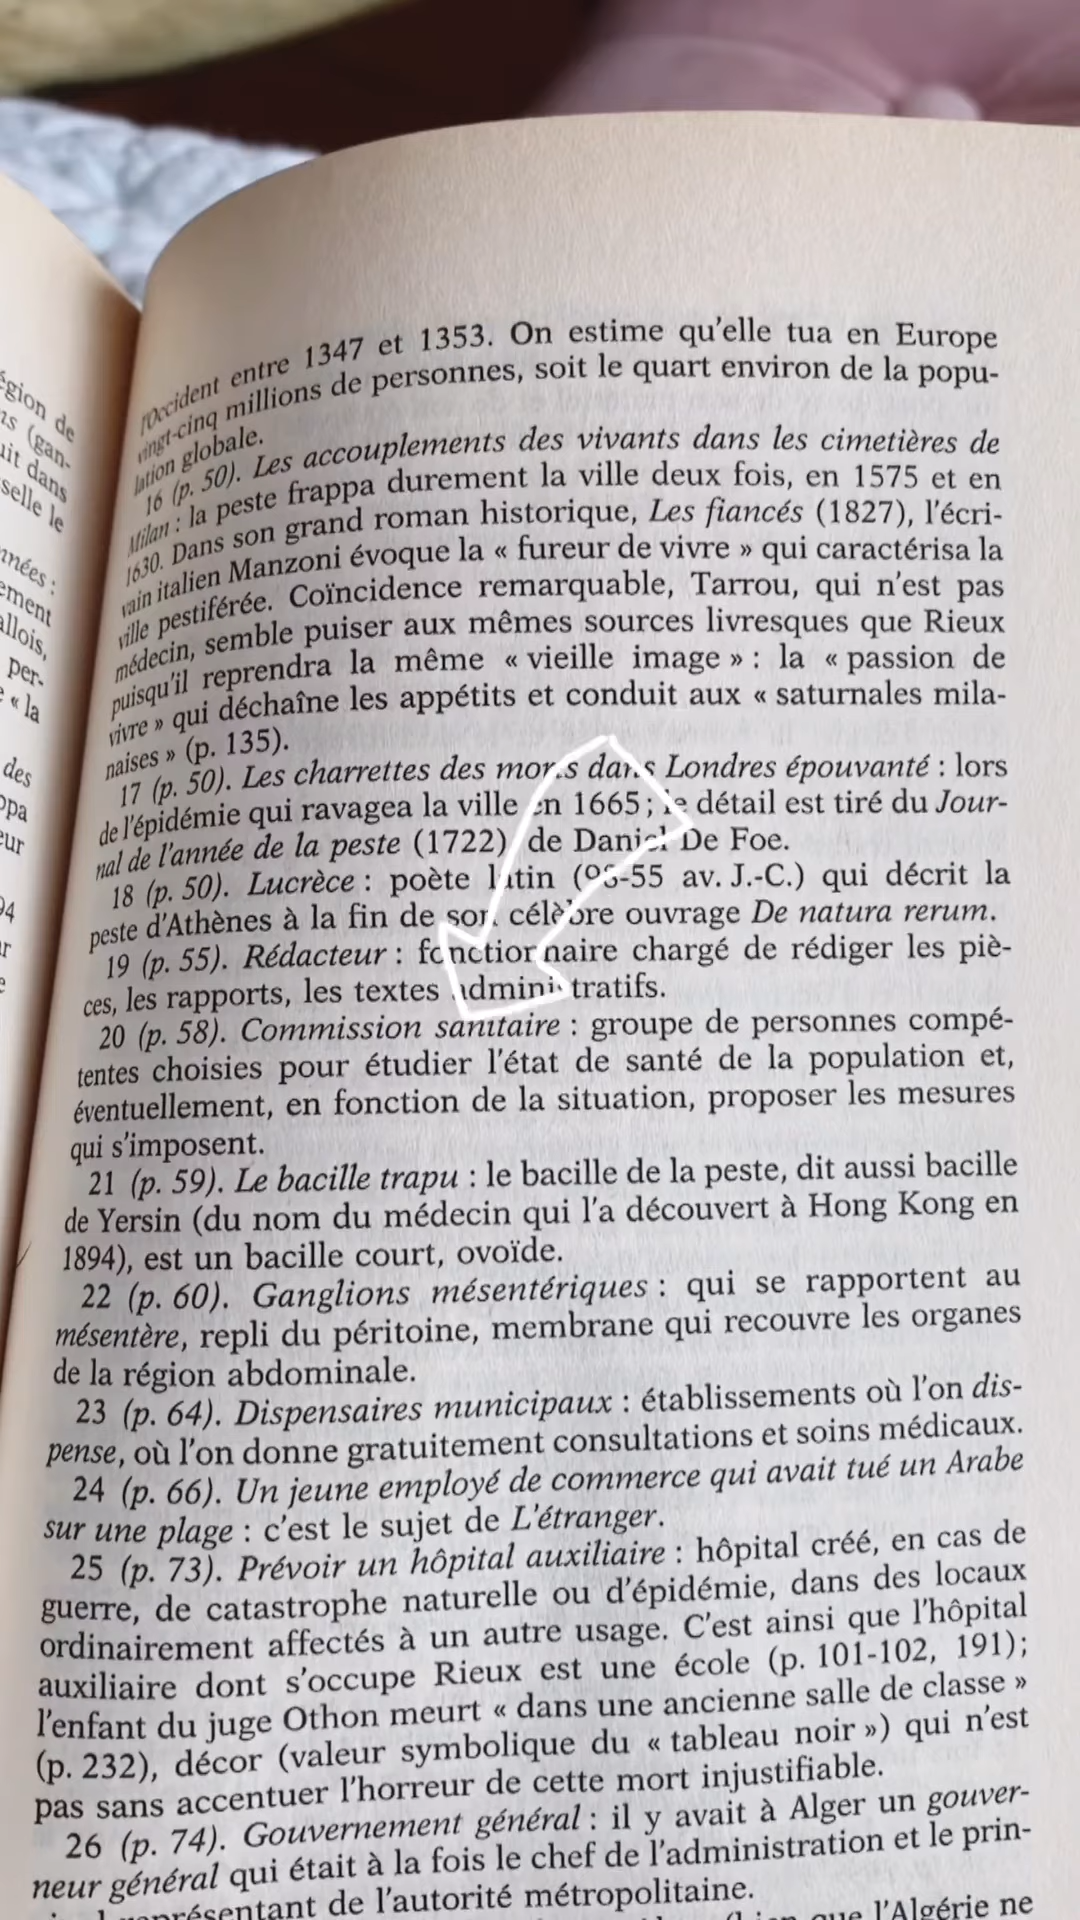 égion de
ns (gan-
uit dans
selle le
nnées :
ement
allois,
per-
« la
des
ppa
eur
94
l'Occident entre 1347 et 1353. On estime qu'elle tua en Europe
vingt-cinq millions de personnes, soit le quart environ de la popu-
lation globale.
16 (p. 50). Les accouplements des vivants dans les cimetières de
Milan : la peste frappa durement la ville deux fois, en 1575 et en
1630. Dans son grand roman historique, Les fiancés (1827), l'écri-
vain italien Manzoni évoque la « fureur de vivre » qui caractérisa la
ville pestiférée. Coïncidence remarquable, Tarrou, qui n'est pas
médecin, semble puiser aux mêmes sources livresques que Rieux
puisqu'il reprendra la même « vieille image » : la « passion de
vivre » qui déchaîne les appétits et conduit aux « saturnales mila-
naises » (p. 135).
17 (p. 50). Les charrettes des morts dans Londres épouvanté : lors
de l'épidémie qui ravagea la ville en 1665 ; le détail est tiré du Jour-
nal de l'année de la peste (1722) de Daniel De Foe.
18 (p. 50). Lucrèce : poète latin (98-55 av. J.-C.) qui décrit la
peste d'Athènes à la fin de son célèbre ouvrage De natura rerum.
19 (p. 55). Rédacteur : fonctionnaire chargé de rédiger les piè-
ces, les rapports, les textes administratifs.
20 (p. 58). Commission sanitaire : groupe de personnes compé-
tentes choisies pour étudier l'état de santé de la population et,
éventuellement, en fonction de la situation, proposer les mesures
qui s'imposent.
21 (p. 59). Le bacille trapu : le bacille de la peste, dit aussi bacille
de Yersin (du nom du médecin qui l'a découvert à Hong Kong en
1894), est un bacille court, ovoïde.
22 (p. 60). Ganglions mésentériques : qui se rapportent au
mésentère, repli du péritoine, membrane qui recouvre les organes
de la région abdominale.
23 (p. 64). Dispensaires municipaux : établissements où l'on dis-
pense, où l'on donne gratuitement consultations et soins médicaux.
24 (p. 66). Un jeune employé de commerce qui avait tué un Arabe
sur une plage : c'est le sujet de L'étranger.
25 (p. 73). Prévoir un hôpital auxiliaire : hôpital créé, en cas de
guerre, de catastrophe naturelle ou d'épidémie, dans des locaux
ordinairement affectés à un autre usage. C'est ainsi que l'hôpital
auxiliaire dont s'occupe Rieux est une école (p. 101-102, 191);
l'enfant du juge Othon meurt « dans une ancienne salle de classe »
(p. 232), décor (valeur symbolique du « tableau noir ») qui n'est
pas sans accentuer l'horreur de cette mort injustifiable.
26 (p. 74). Gouvernement général : il y avait à Alger un gouver-
neur général qui était à la fois le chef de l'administration et le prin-
représentant de l'autorité métropolitaine.
que l'Algérie ne